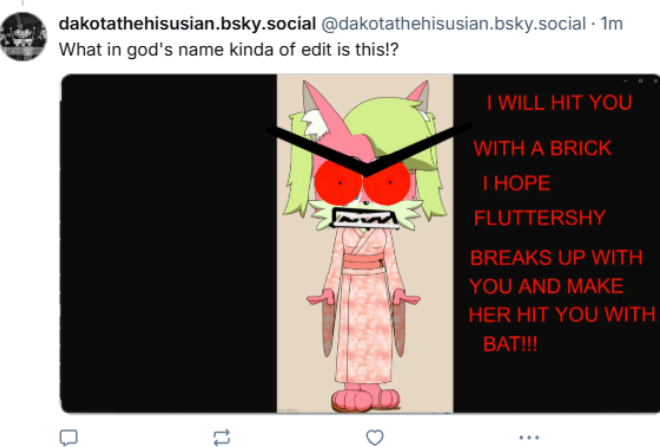 dakotathehisusian.bsky.social @dakotathehisusian.bsky.social · 1m
What in god's name kinda of edit is this!?
I WILL HIT YOU
WITH A BRICK
I HOPE
FLUTTERSHY
BREAKS UP WITH
YOU AND MAKE
HER HIT YOU WITH
BAT!!!